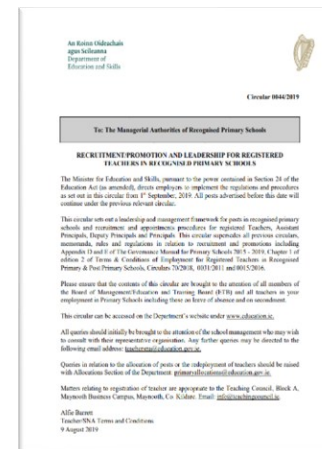 An Roinn Oideachais
agus Scileanna
Department of
Education and Skills
Circular 0044/2019
To: The Managerial Authorities of Recognised Primary Schools
RECRUITMENT/PROMOTION AND LEADERSHIP FOR REGISTERED
TEACHERS IN RECOGNISED PRIMARY SCHOOLS
The Minister for Education and Skills, pursuant to the power contained in Section 24 of the
Education Act (as amended), directs employers to implement the regulations and procedures
as set out in this circular from 1st September, 2019. All posts advertised before this date will
continue under the previous relevant circular.
This circular sets out a leadership and management framework for posts in recognised primary
schools and recruitment and appointments procedures for registered Teachers, Assistant
Principals, Deputy Principals and Principals. This circular supersedes all previous circulars,
memoranda, rules and regulations in relation to recruitment and promotions including
Appendix D and E of The Governance Manual for Primary Schools 2015 - 2019, Chapter 1 of
edition 2 of Terms & Conditions of Employment for Registered Teachers in Recognised
Primary & Post Primary Schools, Circulars 70/2018, 0031/2011 and 0015/2016.
Please ensure that the contents of this circular are brought to the attention of all members of
the Board of Management/Education and Training Board (ETB) and all teachers in your
employment in Primary Schools including those on leave of absence and on secondment.
This circular can be accessed on the Department's website under www.education.ie.
All queries should initially be brought to the attention of the school management who may wish
to consult with their representative organisation. Any further queries may be directed to the
following email address: teachersna@education.gov.ie.
Queries in relation to the allocation of posts or the redeployment of teachers should be raised
with Allocations Section of the Department: primaryallocations@education.gov.ie
Matters relating to registration of teacher are appropriate to the Teaching Council, Block A,
Maynooth Business Campus, Maynooth, Co. Kildare. Email: info@teachingcouncil.ie.
Alfie Barrett
Teacher/SNA Terms and Conditions
9 August 2019